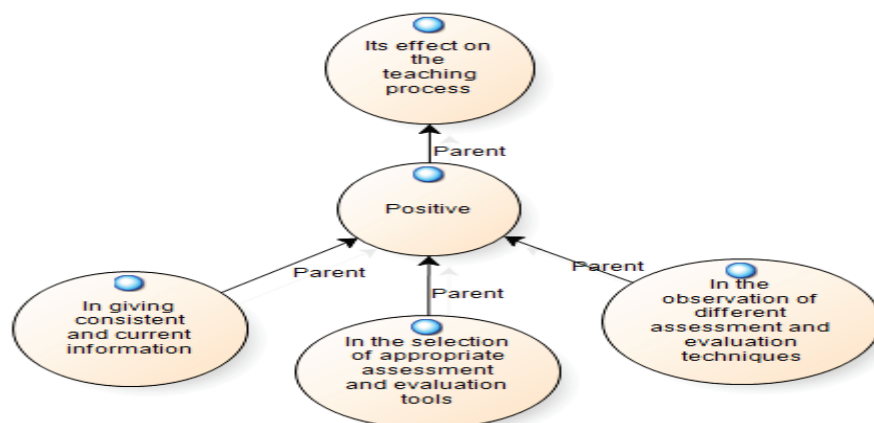 Its effect on
the
teaching
process
Parent
Positive
Parent
Parent
Parent
In giving
consistent
and current
information
In the selection
of appropriate
assessment
and evaluation
tools
In the
observation of
different
assessment and
evaluation
techniques